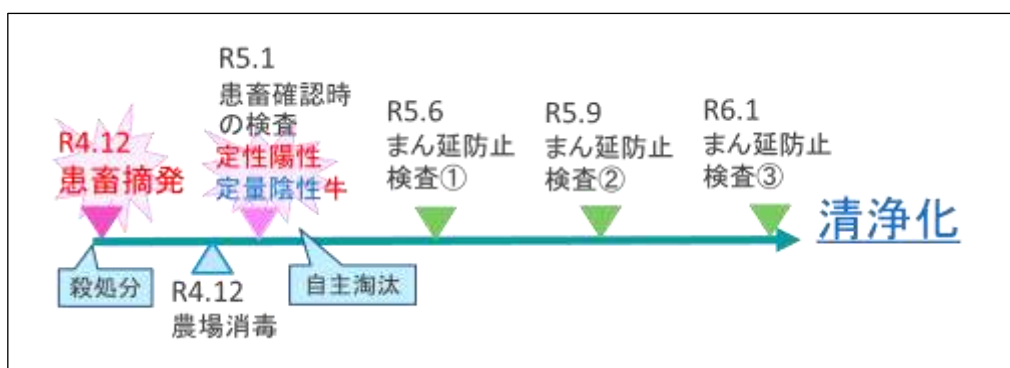 R4.12
患畜摘発
殺処分
R4.12
農場消毒
R5.1
患畜確認時
の検査
定性陽性
定量陰性牛
自主淘汰
R5.6
まん延防止
検査①
R5.9
まん延防止
検査②
R6.1
まん延防止
検査③
清浄化